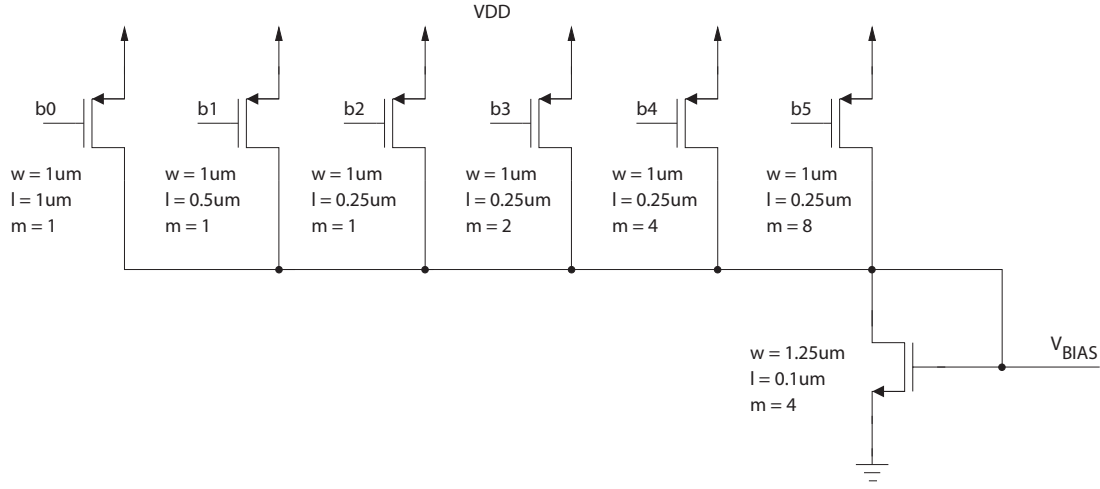 VDD
b0
b1
b2
b3
b4
b5
w = 1um
l = 1um
m = 1
w = 1um
l = 0.5um
m = 1
w = 1um
l = 0.25um
m = 1
w = 1um
l = 0.25um
m = 2
w = 1um
l = 0.25um
m = 4
w = 1um
l = 0.25um
m = 8
w = 1.25um
l = 0.1um
m = 4
VBIAS